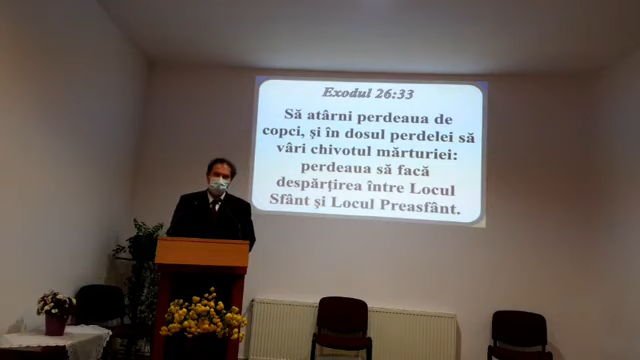 Exodul 26:33
Să atârni perdeaua de
copci, şi în dosul perdelei să
vâri chivotul mărturiei:
perdeaua să facă
despărţirea între Locul
Sfânt şi Locul Preasfânt.